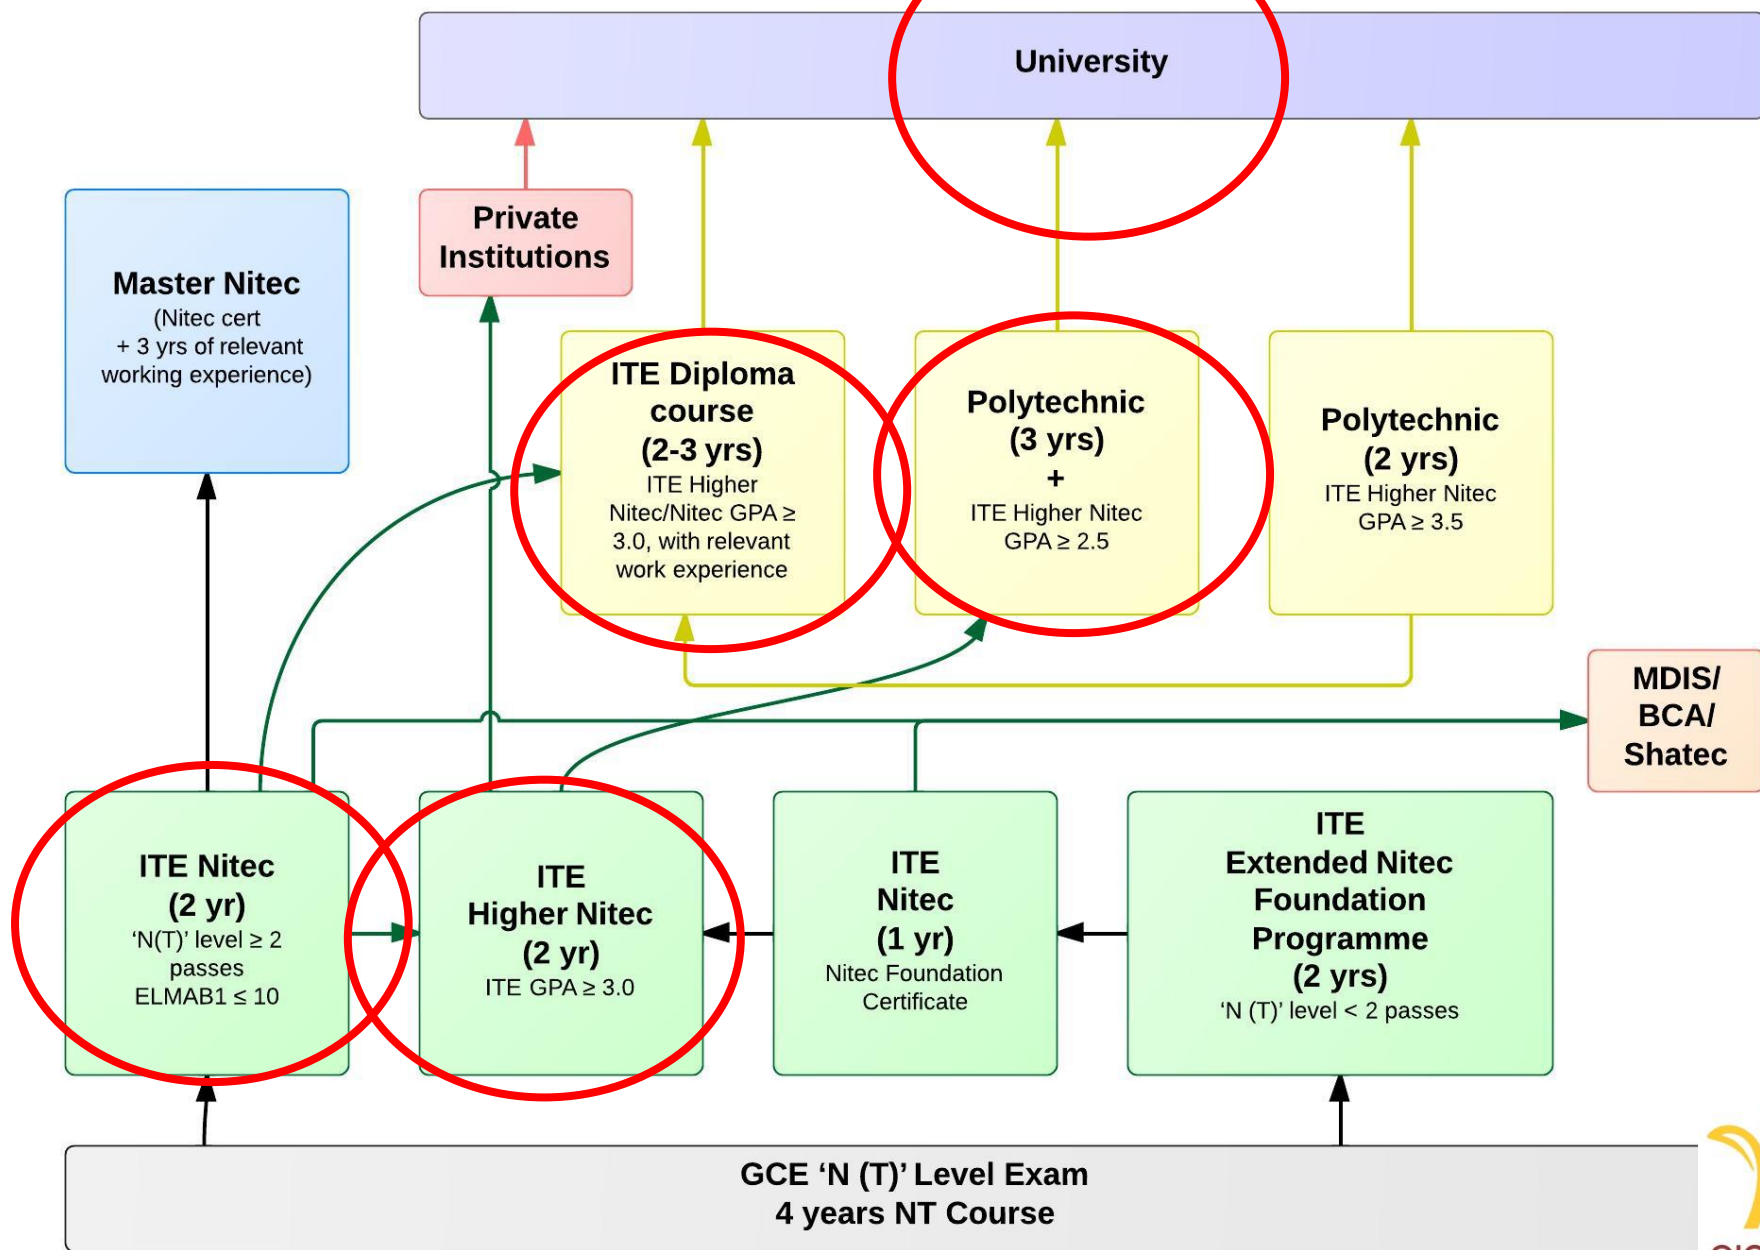 University
Private
Institutions
Master Nitec
(Nitec cert
+ 3 yrs of relevant
working experience)
ITE Diploma
course
(2-3 yrs)
ITE Higher
Nitec/Nitec GPA ≥
3.0, with relevant
work experience
Polytechnic
(3 yrs)
+
ITE Higher Nitec
GPA ≥ 2.5
Polytechnic
(2 yrs)
ITE Higher Nitec
GPA ≥ 3.5
MDIS/
BCA/
Shatec
ITE Nitec
(2 yr)
‘N(T)’ level ≥ 2
passes
ELMAB1 ≤ 10
ITE
Higher Nitec
(2 yr)
ITE GPA ≥ 3.0
ITE
Nitec
(1 yr)
Nitec Foundation
Certificate
ITE
Extended Nitec
Foundation
Programme
(2 yrs)
‘N (T)’ level < 2 passes
GCE ‘N (T)’ Level Exam
4 years NT Course